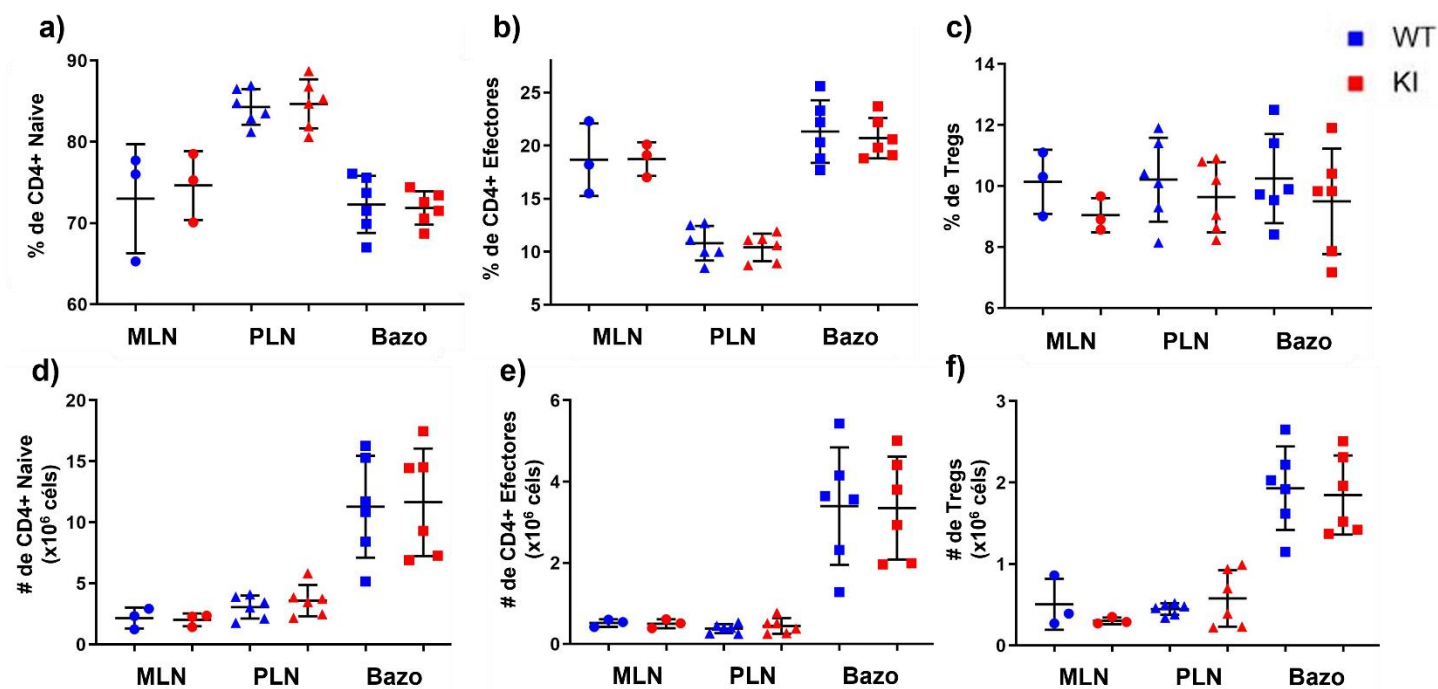 a)
% de CD4+ Naive
90
80
70
60
MLN PLN Bazo
b)
% de CD4+ Efectores
25
20
15
10
5
MLN PLN Bazo
c)
% de Tregs
14
12
10
8
6
MLN PLN Bazo
WT
KI
d)
# de CD4+ Naive
(x10⁶ céls)
20
15
10
5
0
MLN PLN Bazo
e)
# de CD4+ Efectores
(x10⁶ céls)
6
4
2
0
MLN PLN Bazo
f)
# de Tregs
(x10⁶ céls)
3
2
1
0
MLN PLN Bazo